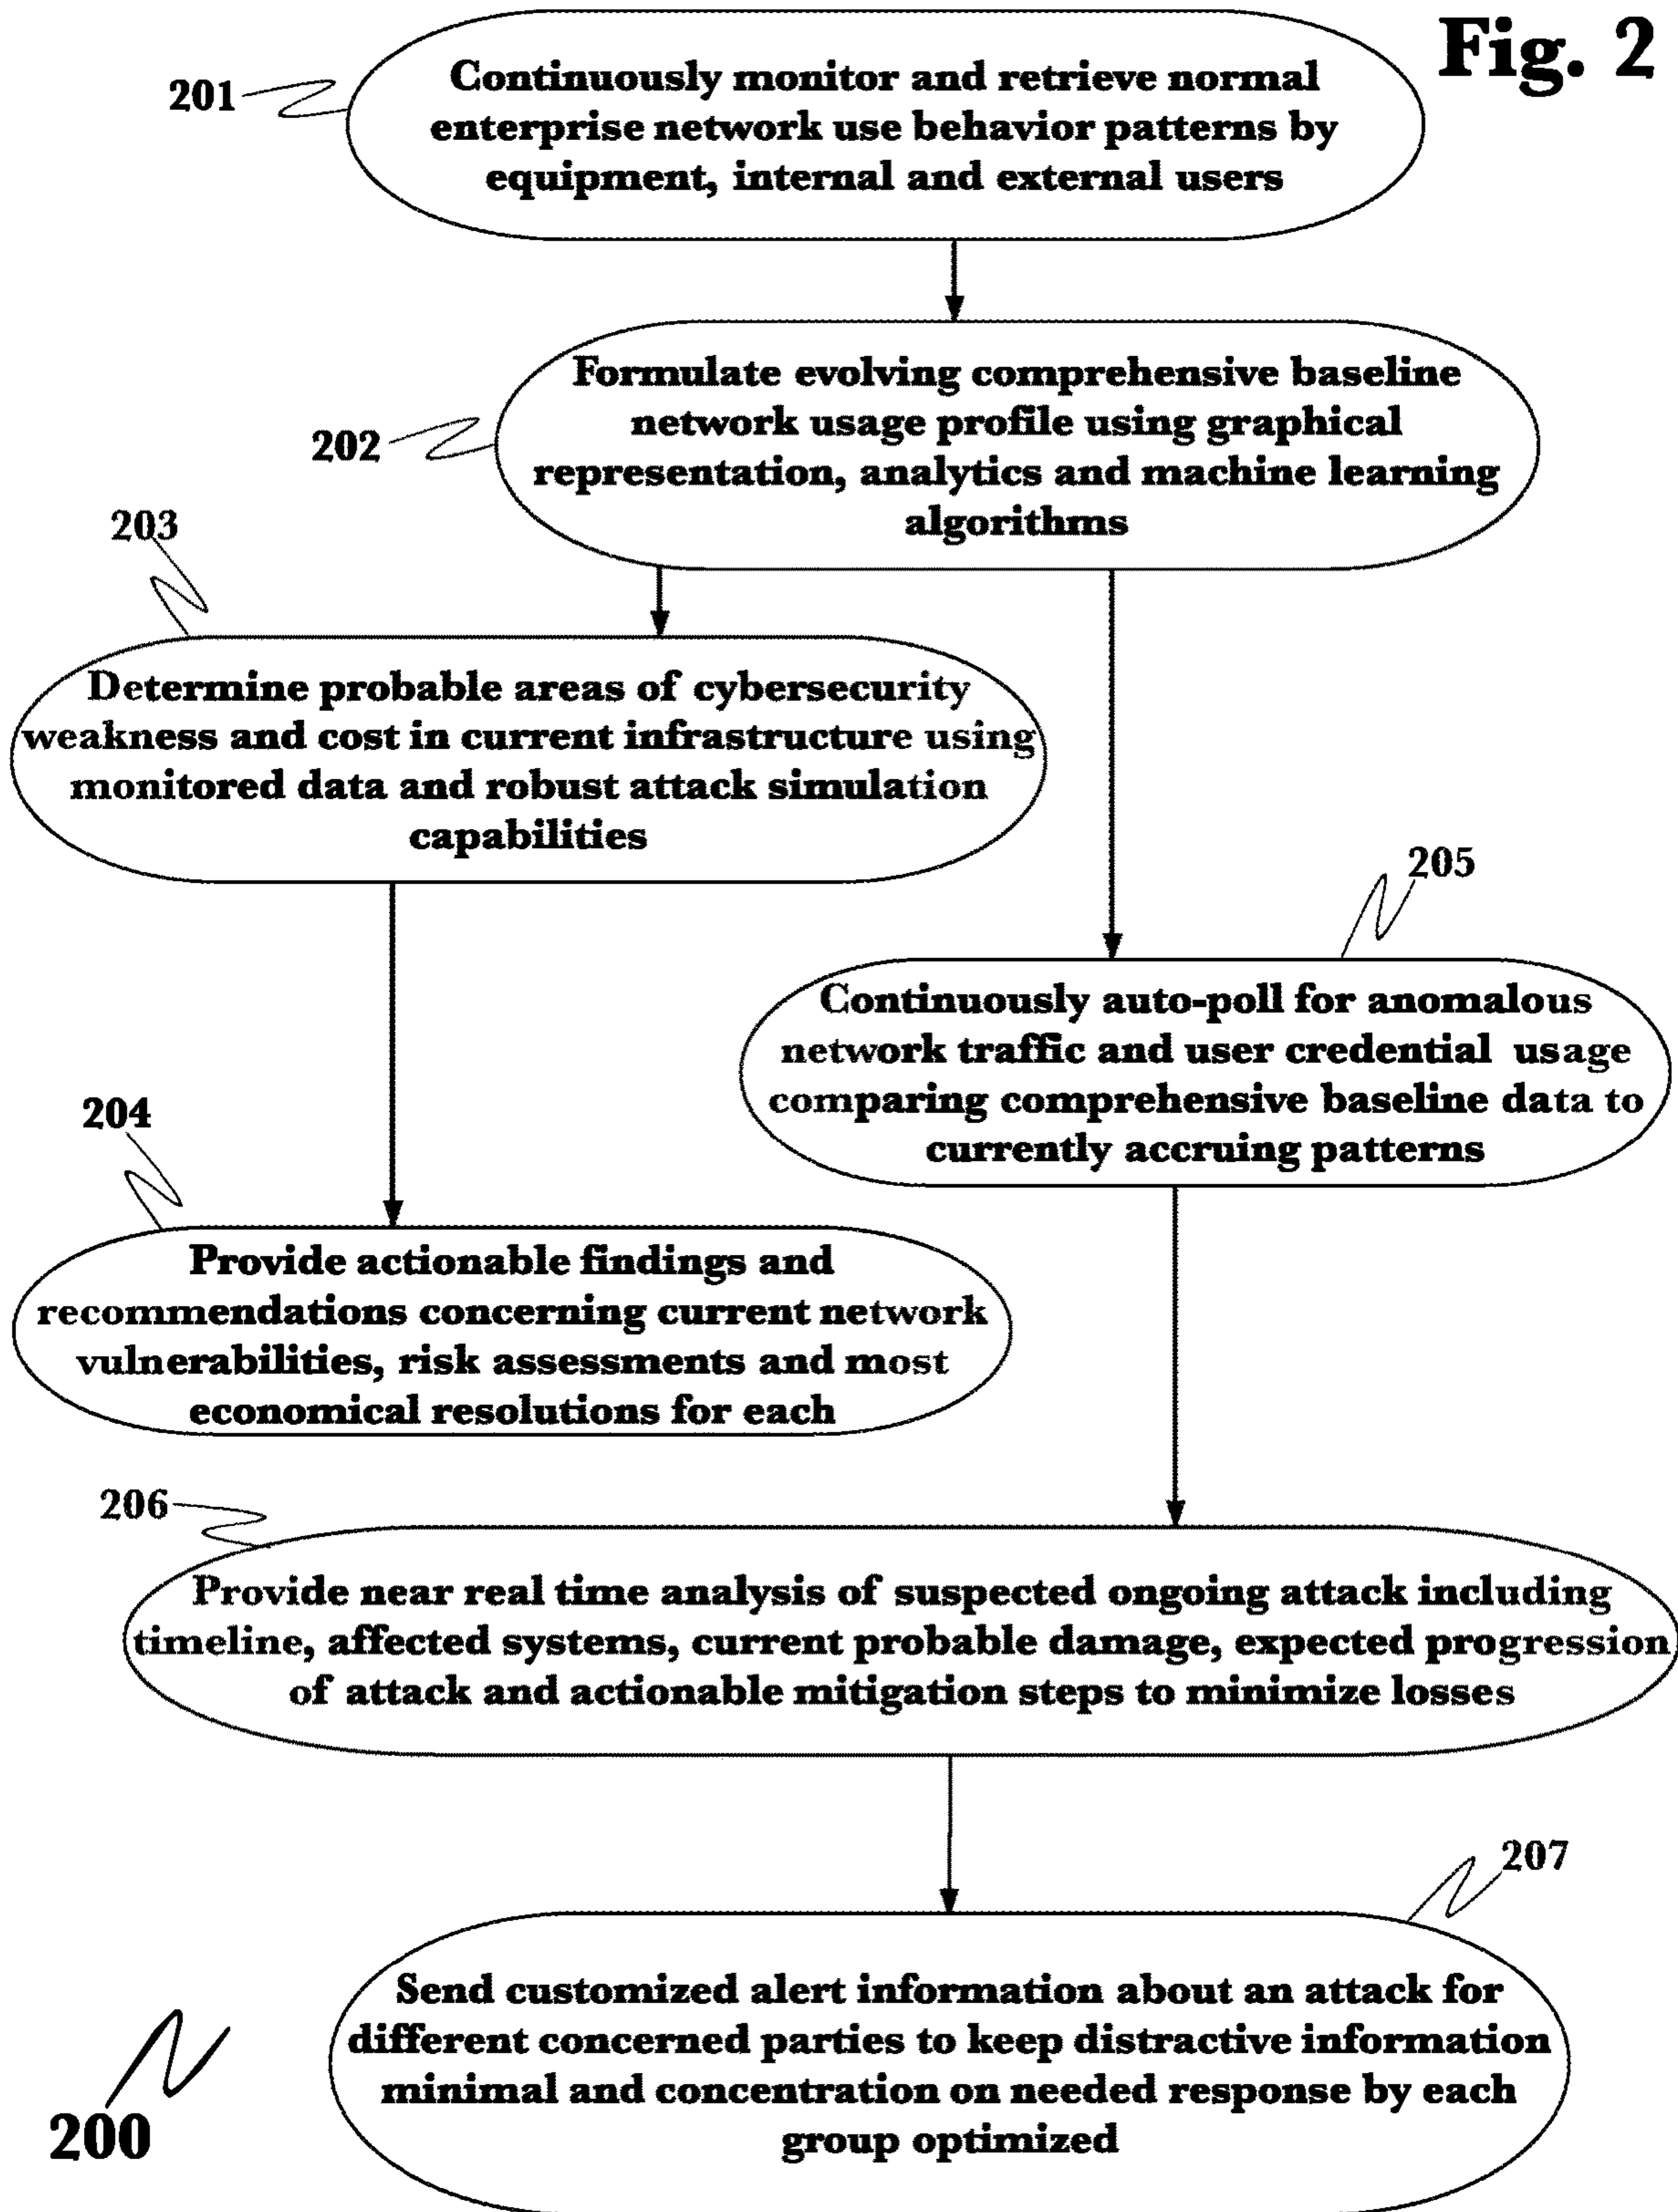 Fig. 2
201
Continuously monitor and retrieve normal
enterprise network use behavior patterns by
equipment, internal and external users
202
Formulate evolving comprehensive baseline
network usage profile using graphical
representation, analytics and machine learning
algorithms
203
Determine probable areas of cybersecurity
weakness and cost in current infrastructure using
monitored data and robust attack simulation
capabilities
205
Continuously auto-poll for anomalous
network traffic and user credential usage
comparing comprehensive baseline data to
currently accruing patterns
204
Provide actionable findings and
recommendations concerning current network
vulnerabilities, risk assessments and most
economical resolutions for each
206
Provide near real time analysis of suspected ongoing attack including
timeline, affected systems, current probable damage, expected progression
of attack and actionable mitigation steps to minimize losses
207
Send customized alert information about an attack for
different concerned parties to keep distractive information
minimal and concentration on needed response by each
group optimized
200